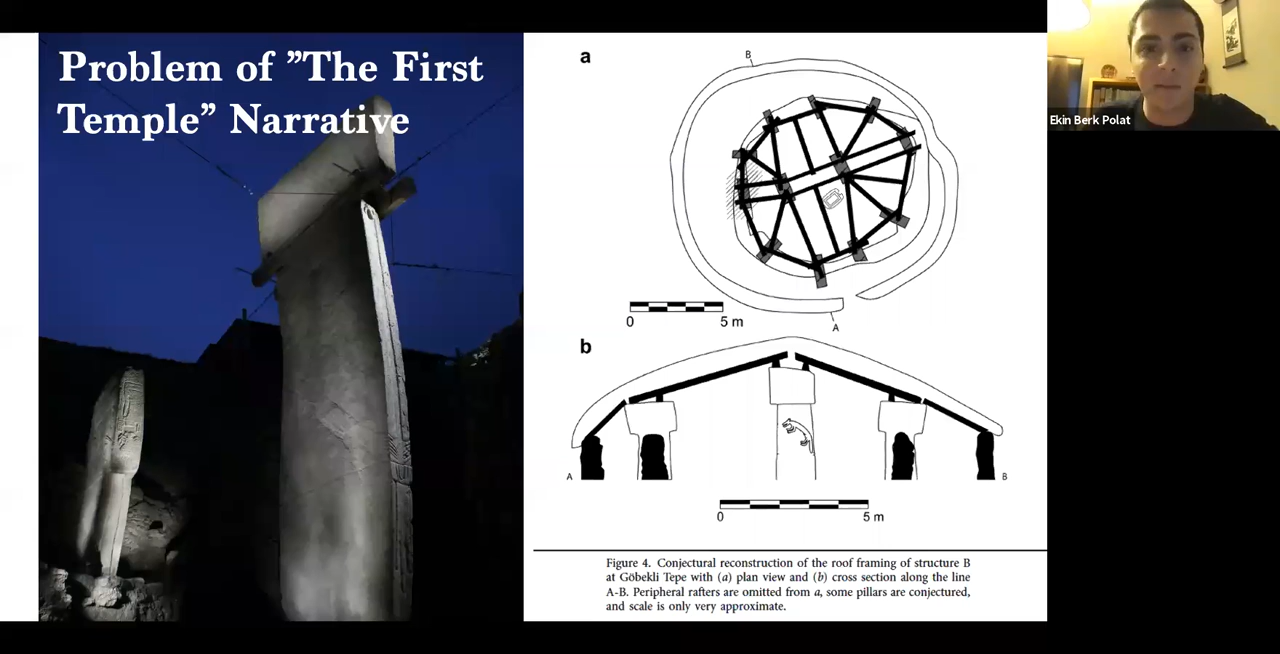 Problem of ”The First
Temple” Narrative
a
B
0 5 m
A
b
A
B
0 5 m
Figure 4. Conjectural reconstruction of the roof framing of structure B
at Göbekli Tepe with (a) plan view and (b) cross section along the line
A-B. Peripheral rafters are omitted from a, some pillars are conjectured,
and scale is only very approximate.
Ekin Berk Polat